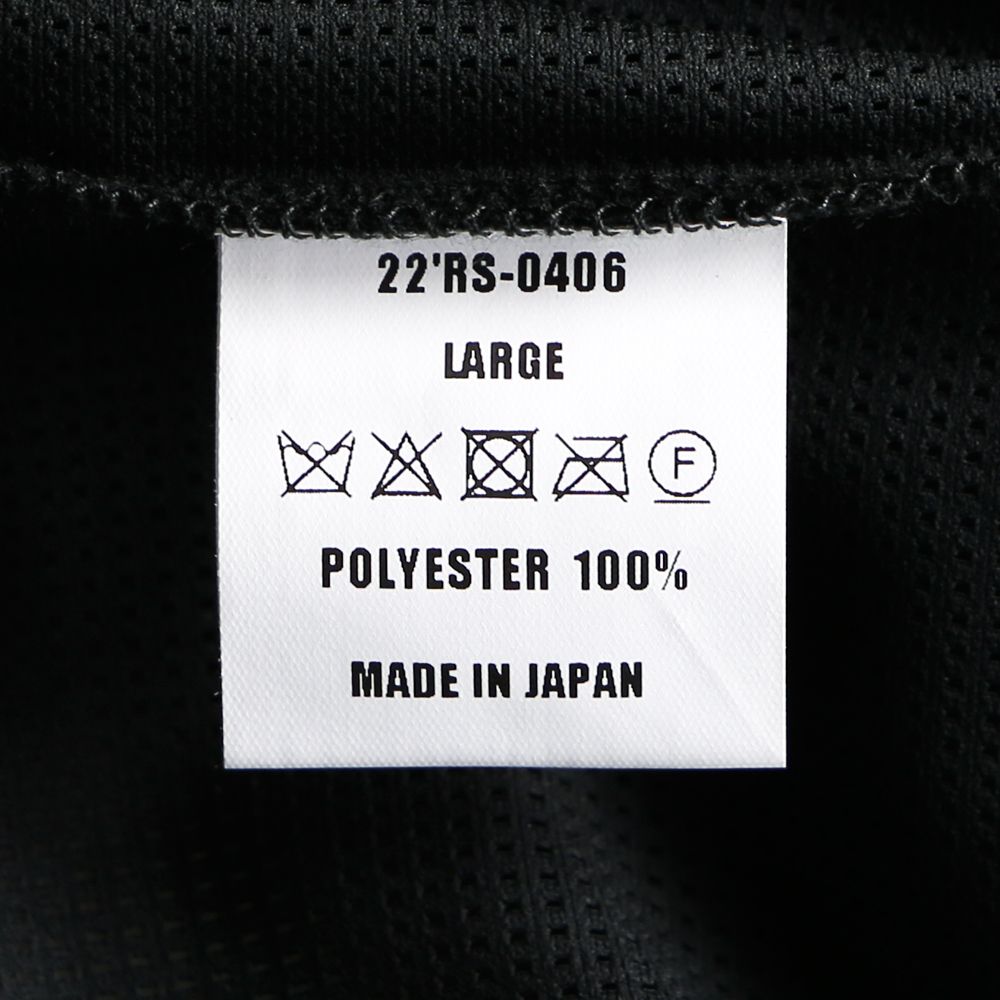 22'RS-0406
LARGE
F
POLYESTER 100%
MADE IN JAPAN